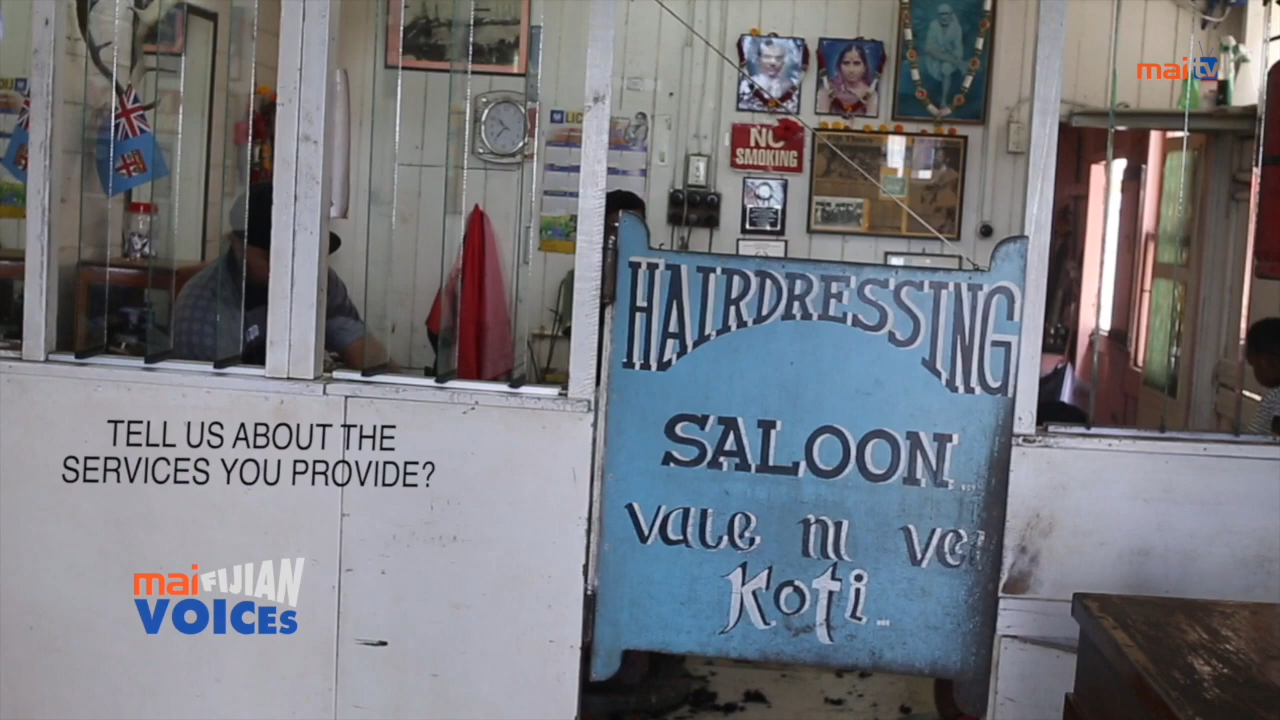 mai tv
LIC
NO
SMOKING
HAIRDRESSING
SALOON...
Vale ni vei
Koti...
TELL US ABOUT THE
SERVICES YOU PROVIDE?
mai FIJIAN
VOICES